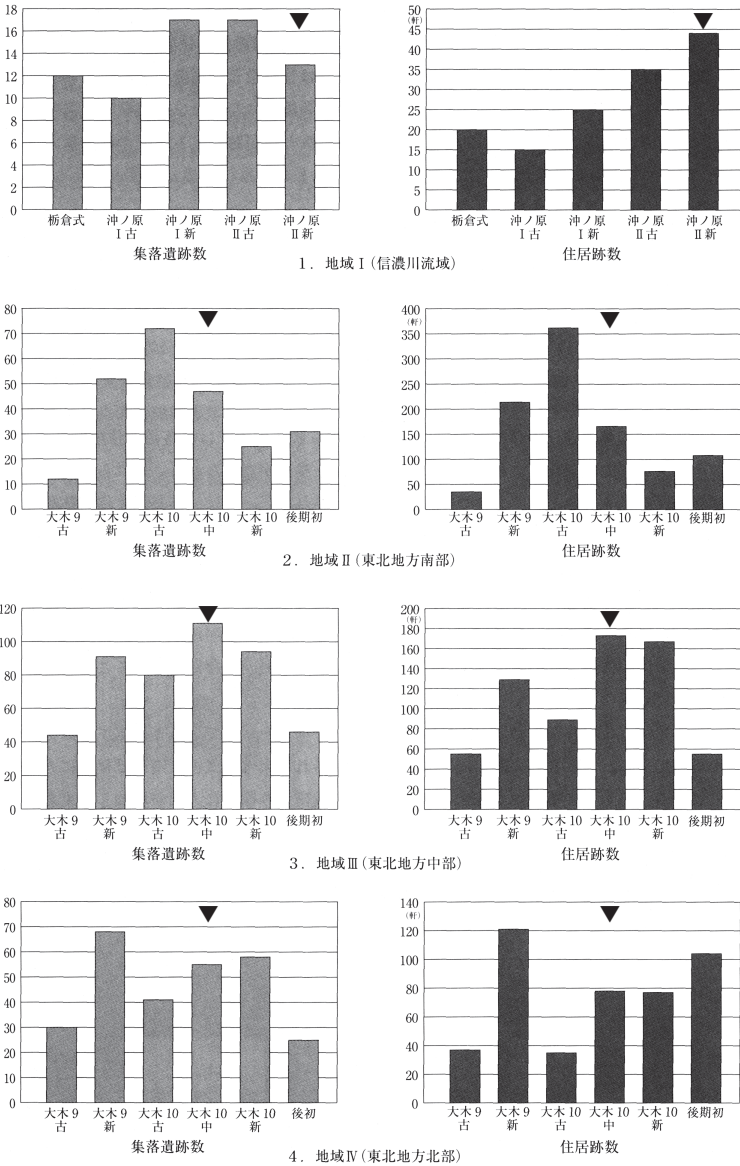 18
16
14
12
10
8
6
4
2
0
栃倉式
沖ノ原
Ⅰ古
沖ノ原
Ⅰ新
沖ノ原
Ⅱ古
沖ノ原
Ⅱ新
集落遺跡数
50
(軒)
45
40
35
30
25
20
15
10
5
0
栃倉式
沖ノ原
Ⅰ古
沖ノ原
Ⅰ新
沖ノ原
Ⅱ古
沖ノ原
Ⅱ新
住居跡数
1．地域Ⅰ(信濃川流域)
80
70
60
50
40
30
20
10
0
大木9
古
大木9
新
大木10
古
大木10
中
大木10
新
後期初
集落遺跡数
400
(軒)
350
300
250
200
150
100
50
0
大木9
古
大木9
新
大木10
古
大木10
中
大木10
新
後期初
住居跡数
2．地域Ⅱ(東北地方南部)
120
100
80
60
40
20
0
大木9
古
大木9
新
大木10
古
大木10
中
大木10
新
後期初
集落遺跡数
200
(軒)
180
160
140
120
100
80
60
40
20
0
大木9
古
大木9
新
大木10
古
大木10
中
大木10
新
後期初
住居跡数
3．地域Ⅲ(東北地方中部)
80
70
60
50
40
30
20
10
0
大木9
古
大木9
新
大木10
古
大木10
中
大木10
新
後初
集落遺跡数
140
(軒)
120
100
80
60
40
20
0
大木9
古
大木9
新
大木10
古
大木10
中
大木10
新
後期初
住居跡数
4．地域Ⅳ(東北地方北部)